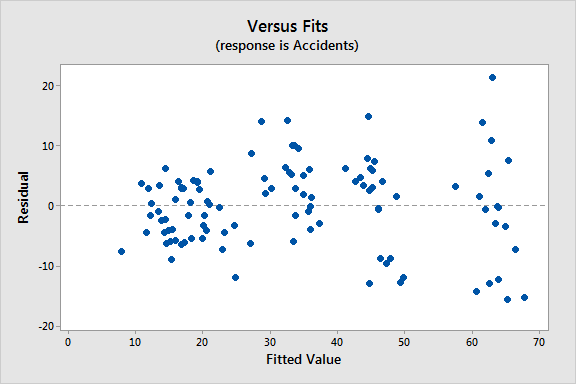 Versus Fits
(response is Accidents)
Residual
20
10
0
-10
-20
0 10 20 30 40 50 60 70
Fitted Value